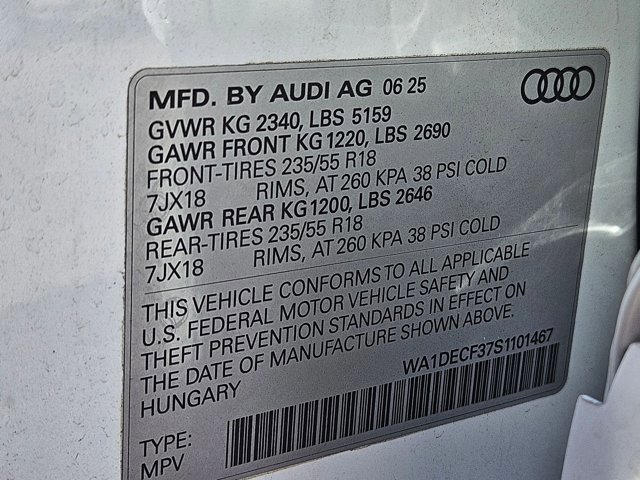 MFD. BY AUDI AG 06 25
GVWR KG 2340, LBS 5159
GAWR FRONT KG 1220, LBS 2690
FRONT-TIRES 235/55 R18
7JX18 RIMS, AT 260 KPA 38 PSI COLD
GAWR REAR KG1200, LBS 2646
REAR-TIRES 235/55 R18
7JX18 RIMS, AT 260 KPA 38 PSI COLD
THIS VEHICLE CONFORMS TO ALL APPLICABLE
U.S. FEDERAL MOTOR VEHICLE SAFETY AND
THEFT PREVENTION STANDARDS IN EFFECT ON
THE DATE OF MANUFACTURE SHOWN ABOVE.
HUNGARY WA1DECF37S1101467
TYPE:
MPV